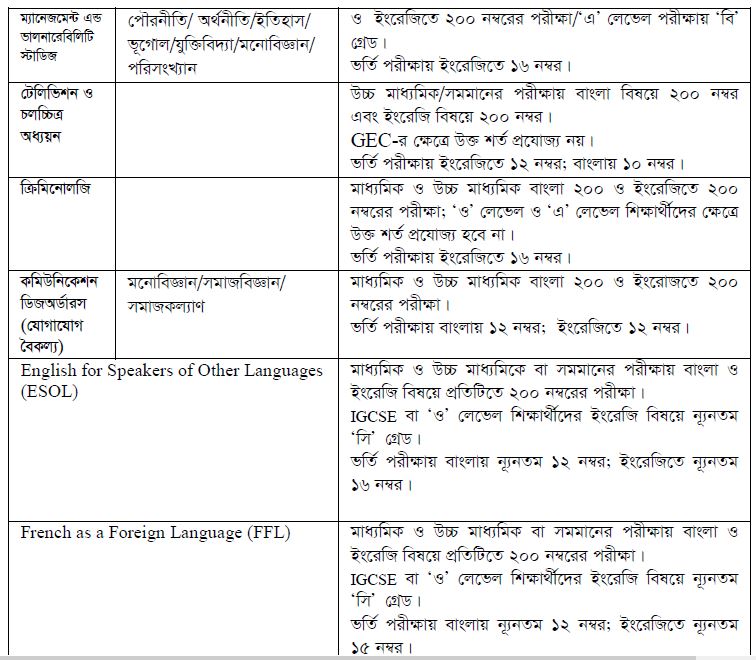 ম্যানেজমেন্ট এন্ড
ভালনারেবিলিটি
স্টাডিজ
পৌরনীতি/ অর্থনীতি/ইতিহাস/
ভূগোল/যুক্তিবিদ্যা/মনোবিজ্ঞান/
পরিসংখ্যান
ও ইংরেজিতে ২০০ নম্বরের পরীক্ষা/‘এ’ লেভেল পরীক্ষায় ‘বি’
গ্রেড।
ভর্তি পরীক্ষায় ইংরেজিতে ১৬ নম্বর।
টেলিভিশন ও
চলচ্চিত্র
অধ্যয়ন
উচ্চ মাধ্যমিক/সমমানের পরীক্ষায় বাংলা বিষয়ে ২০০ নম্বর
এবং ইংরেজি বিষয়ে ২০০ নম্বর।
GEC-র ক্ষেত্রে উক্ত শর্ত প্রযোজ্য নয়।
ভর্তি পরীক্ষায় ইংরেজিতে ১২ নম্বর; বাংলায় ১০ নম্বর।
ক্রিমিনোলজি
মাধ্যমিক ও উচ্চ মাধ্যমিক বাংলা ২০০ ও ইংরেজিতে ২০০
নম্বরের পরীক্ষা; ‘ও’ লেভেল ও ‘এ’ লেভেল শিক্ষার্থীদের ক্ষেত্রে
উক্ত শর্ত প্রযোজ্য হবে না।
ভর্তি পরীক্ষায় ইংরেজিতে ১৬ নম্বর।
কমিউনিকেশন
ডিজঅর্ডারস
(যোগাযোগ
বৈকল্য)
মনোবিজ্ঞান/সমাজবিজ্ঞান/
সমাজকল্যাণ
মাধ্যমিক ও উচ্চ মাধ্যমিক বাংলা ২০০ ও ইংরোজতে ২০০
নম্বরের পরীক্ষা।
ভর্তি পরীক্ষায় বাংলায় ১২ নম্বর; ইংরেজিতে ১২ নম্বর।
English for Speakers of Other Languages
(ESOL)
মাধ্যমিক ও উচ্চ মাধ্যমিকে বা সমমানের পরীক্ষায় বাংলা ও
ইংরেজি বিষয়ে প্রতিটিতে ২০০ নম্বরের পরীক্ষা।
IGCSE বা ‘ও’ লেভেল শিক্ষার্থীদের ইংরেজি বিষয়ে ন্যূনতম
‘সি’ গ্রেড।
ভর্তি পরীক্ষায় বাংলায় ন্যূনতম ১২ নম্বর; ইংরেজিতে ন্যূনতম
১৬ নম্বর।
French as a Foreign Language (FFL)
মাধ্যমিক ও উচ্চ মাধ্যমিক বা সমমানের পরীক্ষায় বাংলা ও
ইংরেজি বিষয়ে প্রতিটিতে ২০০ নম্বরের পরীক্ষা।
IGCSE বা ‘ও’ লেভেল শিক্ষার্থীদের ইংরেজি বিষয়ে ন্যূনতম
‘সি’ গ্রেড।
ভর্তি পরীক্ষায় বাংলায় ন্যূনতম ১২ নম্বর; ইংরেজিতে ন্যূনতম
১৫ নম্বর।